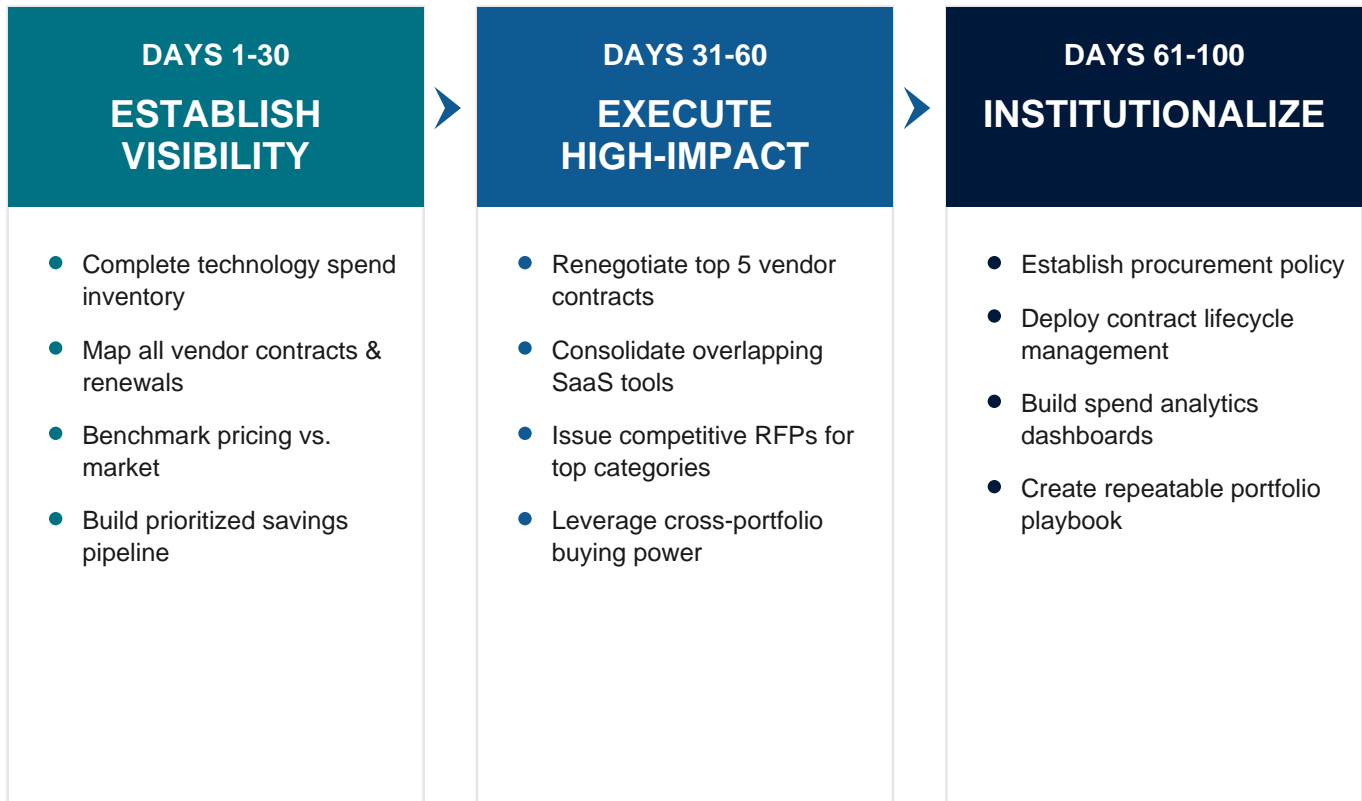 DAYS 1-30
ESTABLISH
VISIBILITY
Complete technology spend
inventory
Map all vendor contracts &
renewals
Benchmark pricing vs.
market
Build prioritized savings
pipeline
DAYS 31-60
EXECUTE
HIGH-IMPACT
Renegotiate top 5 vendor
contracts
Consolidate overlapping
SaaS tools
Issue competitive RFPs for
top categories
Leverage cross-portfolio
buying power
DAYS 61-100
INSTITUTIONALIZE
Establish procurement policy
Deploy contract lifecycle
management
Build spend analytics
dashboards
Create repeatable portfolio
playbook